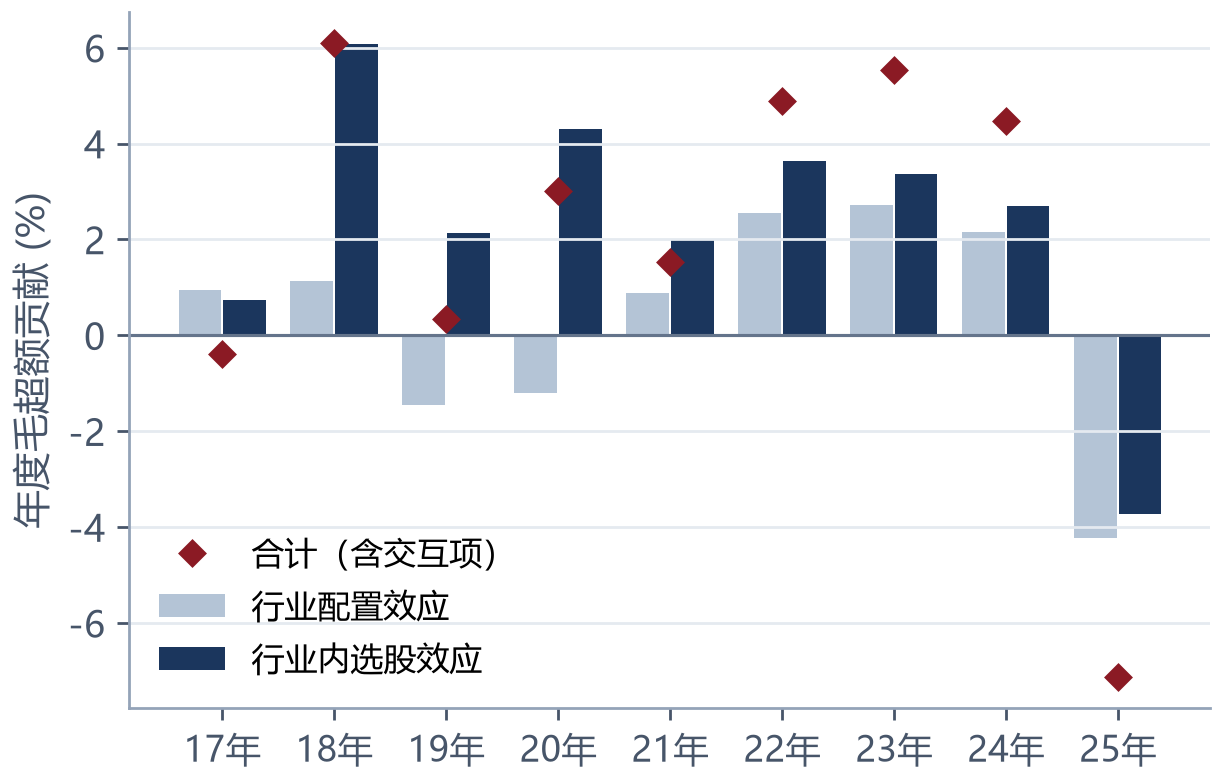 年度毛超额贡献 (%)
6
4
2
0
-2
-4
-6
合计（含交互项）
行业配置效应
行业内选股效应
17年 18年 19年 20年 21年 22年 23年 24年 25年